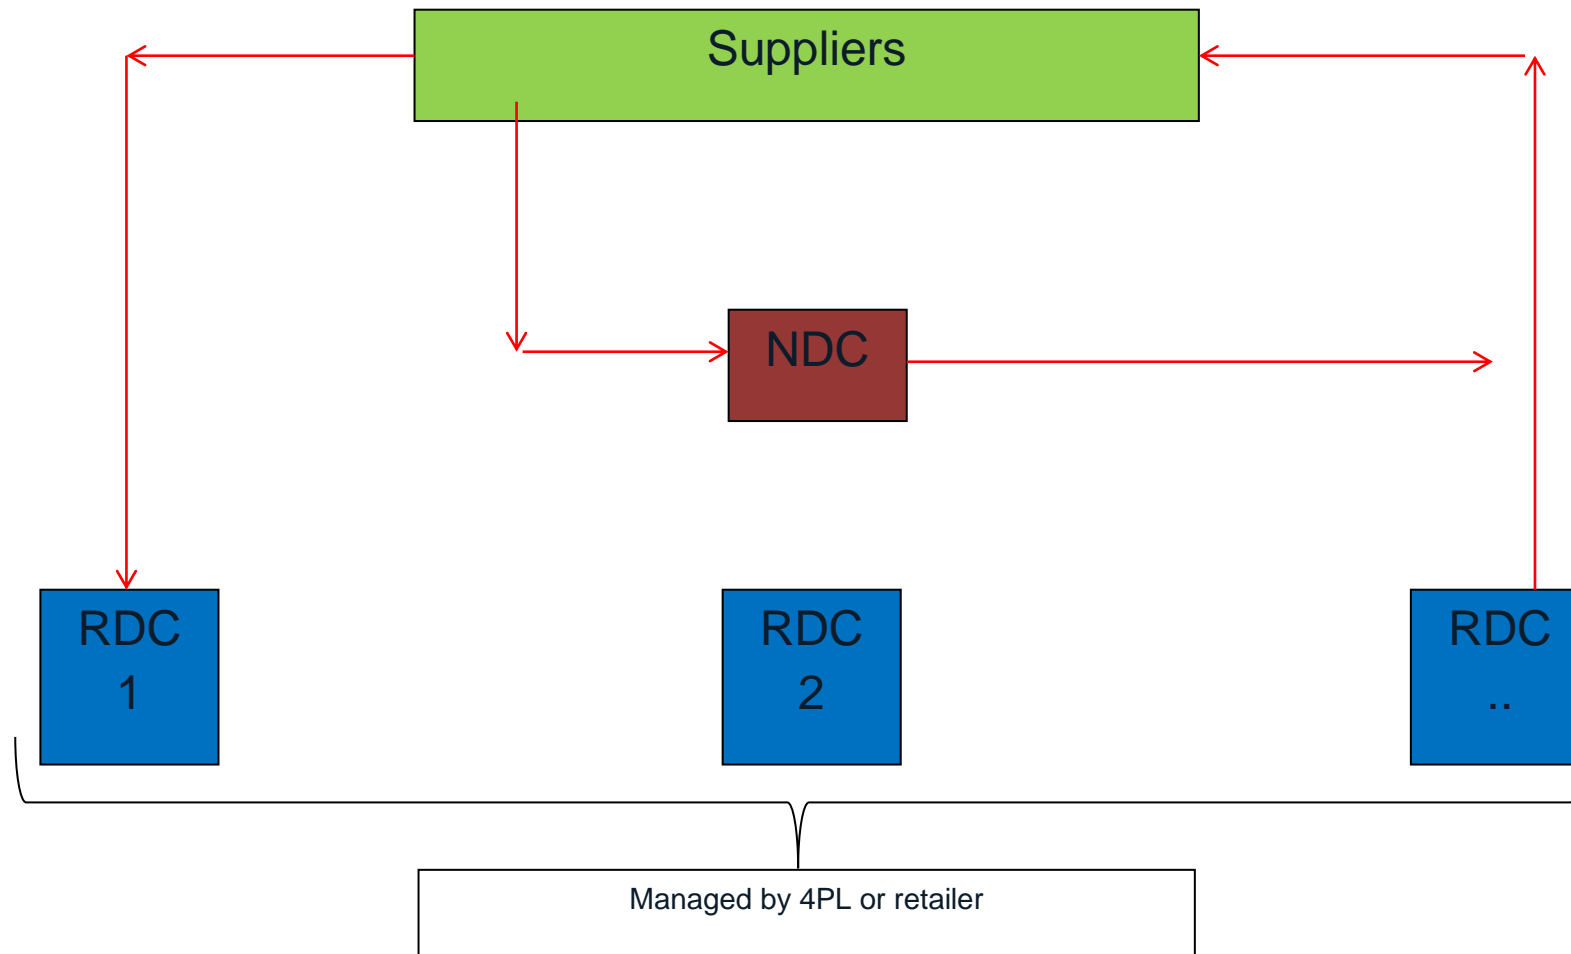 Suppliers
NDC
RDC
1
RDC
2
RDC
..
Managed by 4PL or retailer